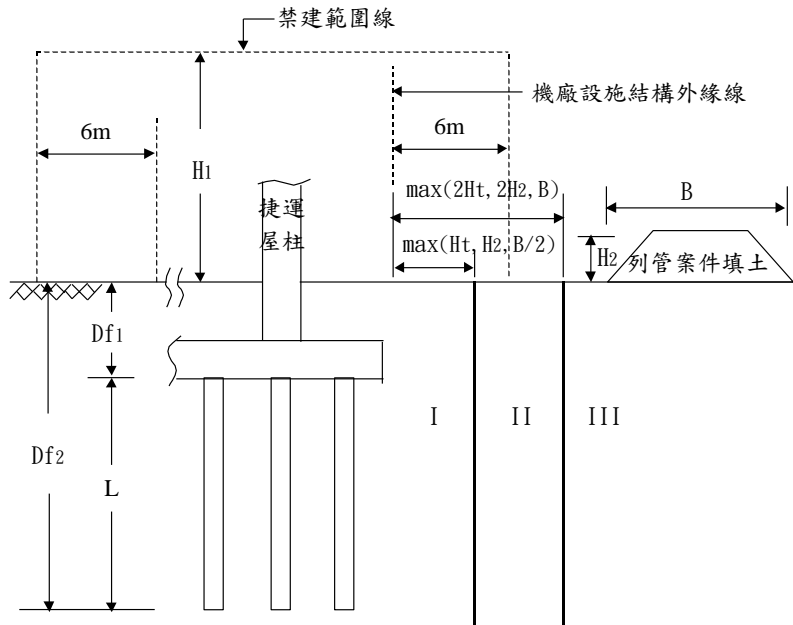 禁建範圍線
機廠設施結構外緣線
6m
6m
H1
max(2Ht, 2H2, B)
B
捷運
屋柱
max(Ht, H2, B/2)
H2
列管案件填土
Df1
I
II
III
Df2
L